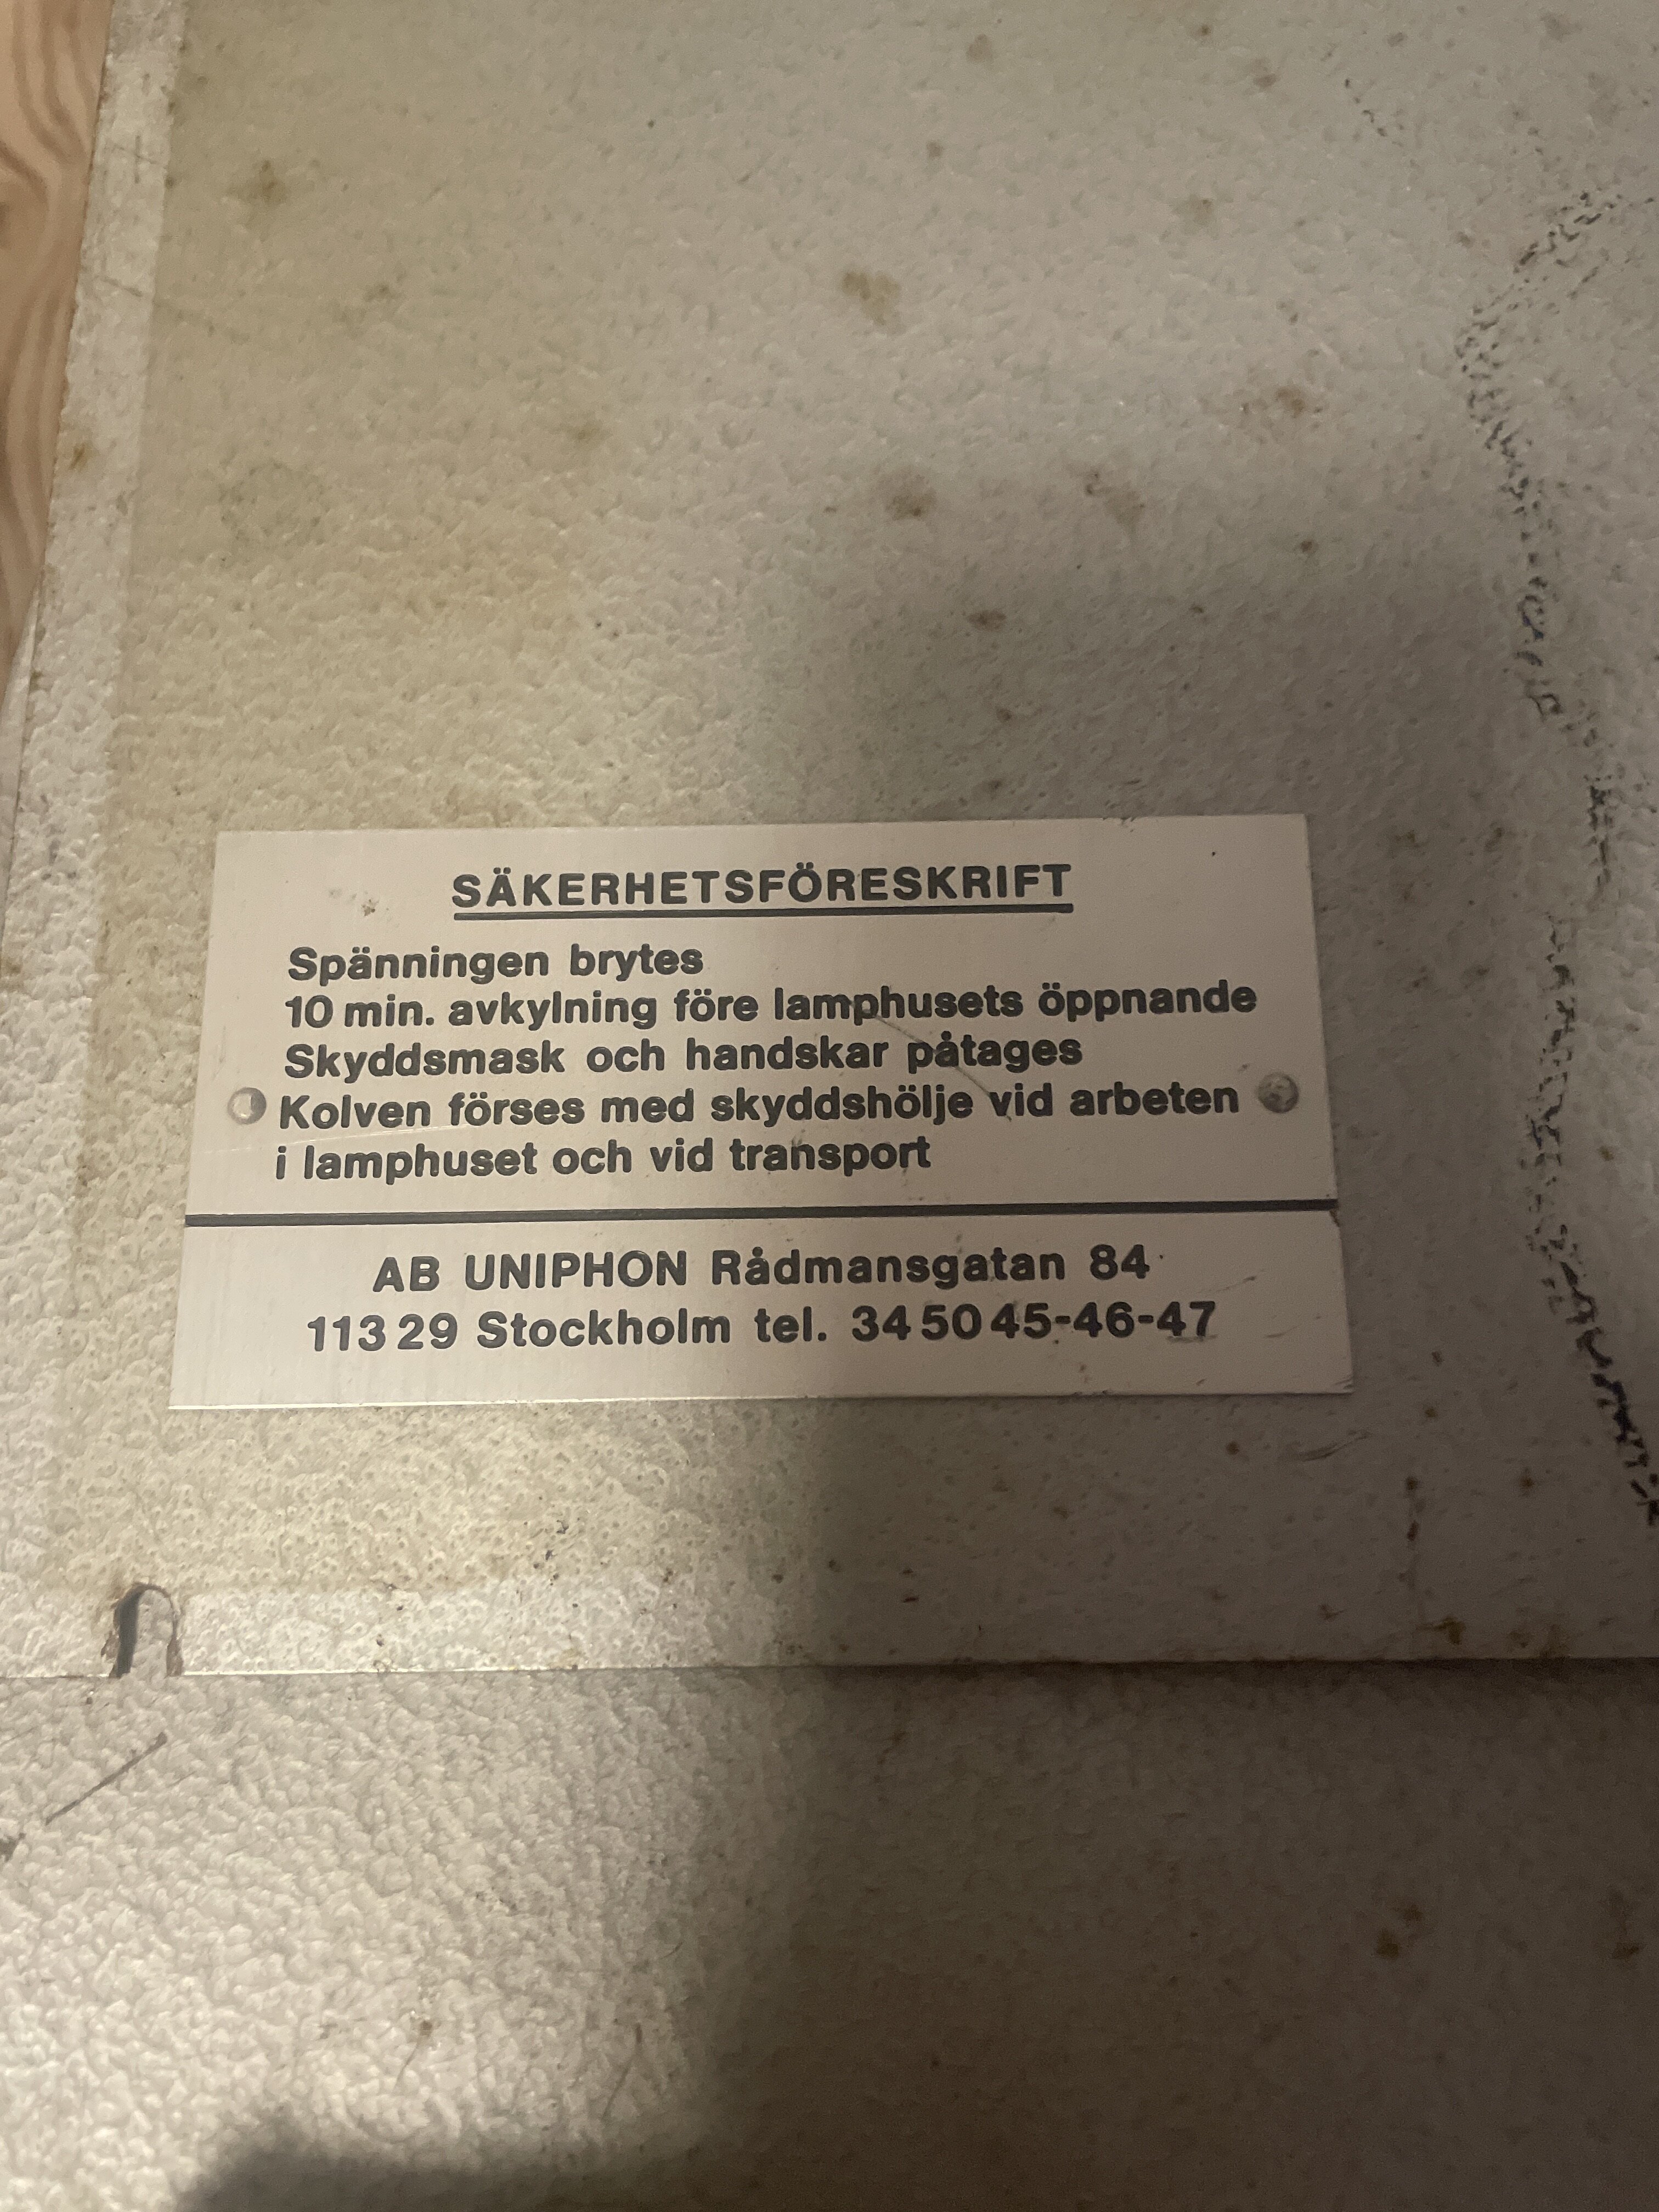 SÄKERHETSFÖRESKRIFT
Spänningen brytes
10 min. avkylning före lamphusets öppnande
Skyddsmask och handskar påtages
Kolven förses med skyddshölje vid arbeten
i lamphuset och vid transport
AB UNIPHON Rådmansgatan 84
113 29 Stockholm tel. 34 50 45-46-47